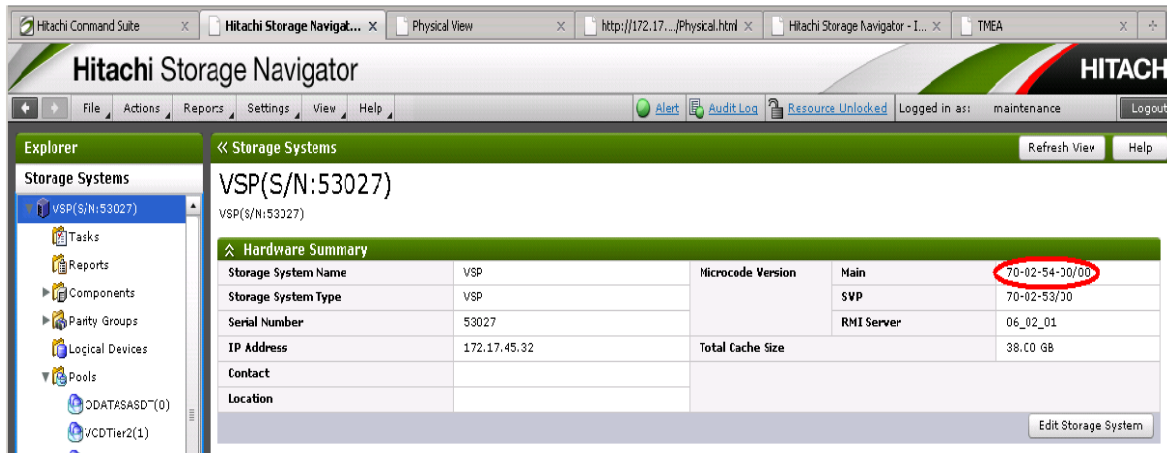 Hitachi Command Suite X Hitachi Storage Navigat... X Physical View X http://172.17..../Physical.html X Hitachi Storage Navigator - I... X TMEA X
Hitachi Storage Navigator HITACH
File Actions Reports Settings View Help Alert Audit Log Resource Unlocked Logged in as: maintenance Logout
Explorer
Storage Systems
VSP(S/N:53027)
Tasks
Reports
Components
Parity Groups
Logical Devices
Pools
VCDTier2(1)
« Storage Systems Refresh View Help
VSP(S/N:53027)
VSP(S/N:53027)
Hardware Summary
Storage System Name VSP Microcode Version Main 70-02-54-00/00
Storage System Type VSP SVP 70-02-53/00
Serial Number 53027 RMI Server 06_02_01
IP Address 172.17.45.32 Total Cache Size 38.00 GB
Contact
Location
Edit Storage System